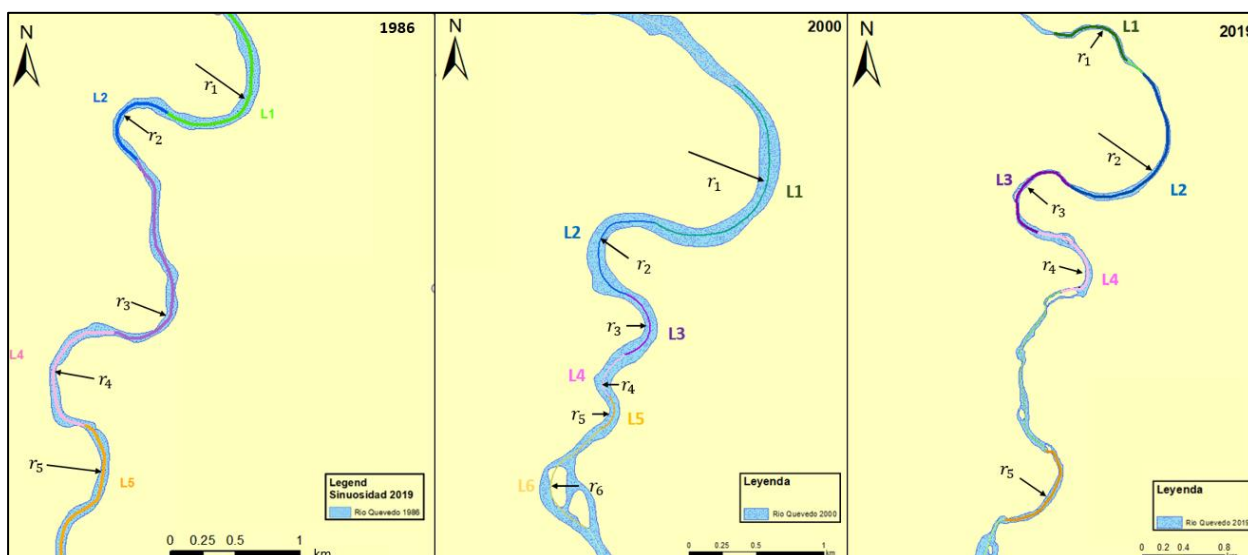 N
1986
r₁
L2
L1
r₂
r₃
L4
r₄
r₅
L5
Legend
Sinuosidad 2019
Rio Quevedo 1986
0 0.25 0.5 1
km
N
2000
r₁
L1
L2
r₂
r₃
L3
L4
r₄
r₅
L5
L6
r₆
Leyenda
Rio Quevedo 2000
0 0.25 0.5 1
km
N
L1
2019
r₁
r₂
L3
L2
r₃
r₄
L4
r₅
Leyenda
Rio Quevedo 2019
0 0.2 0.4 0.8
km